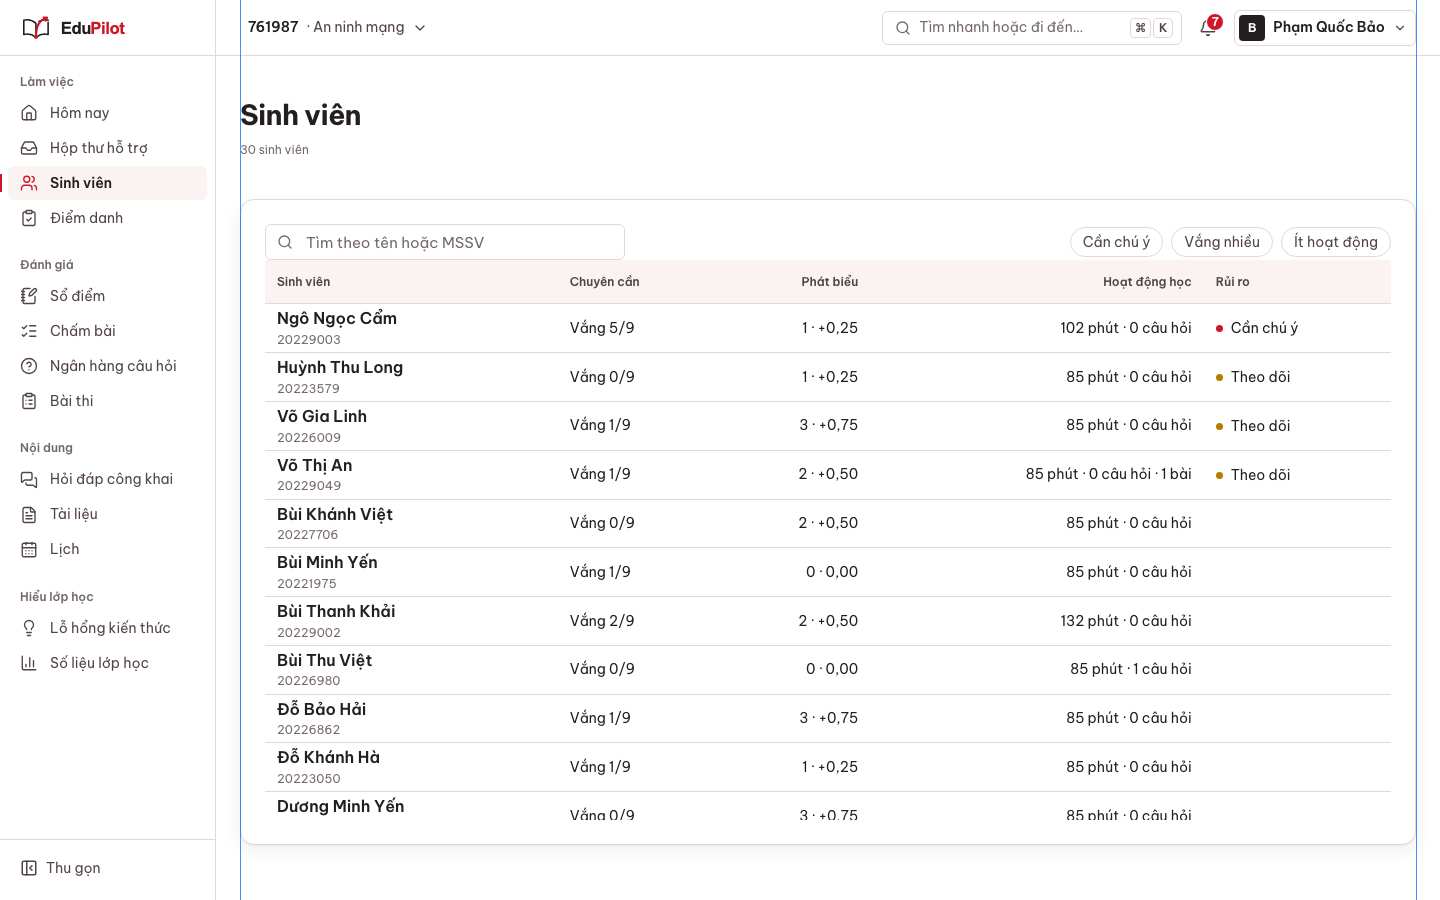 EduPilot
761987 · An ninh mạng
Tìm nhanh hoặc đi đến...
⌘ K
7
B Phạm Quốc Bảo
Làm việc
Hôm nay
Hộp thư hỗ trợ
Sinh viên
Điểm danh
Đánh giá
Sổ điểm
Chấm bài
Ngân hàng câu hỏi
Bài thi
Nội dung
Hỏi đáp công khai
Tài liệu
Lịch
Hiểu lớp học
Lỗ hổng kiến thức
Số liệu lớp học
Thu gọn
Sinh viên
30 sinh viên
Tìm theo tên hoặc MSSV
Cần chú ý
Vắng nhiều
Ít hoạt động
Sinh viên Chuyên cần Phát biểu Hoạt động học Rủi ro
Ngô Ngọc Cẩm
20229003
Vắng 5/9 1 · +0,25 102 phút · 0 câu hỏi Cần chú ý
Huỳnh Thu Long
20223579
Vắng 0/9 1 · +0,25 85 phút · 0 câu hỏi Theo dõi
Võ Gia Linh
20226009
Vắng 1/9 3 · +0,75 85 phút · 0 câu hỏi Theo dõi
Võ Thị An
20229049
Vắng 1/9 2 · +0,50 85 phút · 0 câu hỏi · 1 bài Theo dõi
Bùi Khánh Việt
20227706
Vắng 0/9 2 · +0,50 85 phút · 0 câu hỏi
Bùi Minh Yến
20221975
Vắng 1/9 0 · 0,00 85 phút · 0 câu hỏi
Bùi Thanh Khải
20229002
Vắng 2/9 2 · +0,50 132 phút · 0 câu hỏi
Bùi Thu Việt
20226980
Vắng 0/9 0 · 0,00 85 phút · 1 câu hỏi
Đỗ Bảo Hải
20226862
Vắng 1/9 3 · +0,75 85 phút · 0 câu hỏi
Đỗ Khánh Hà
20223050
Vắng 1/9 1 · +0,25 85 phút · 0 câu hỏi
Dương Minh Yến
Vắng 0/9 3 · +0,75 85 phút · 0 câu hỏi